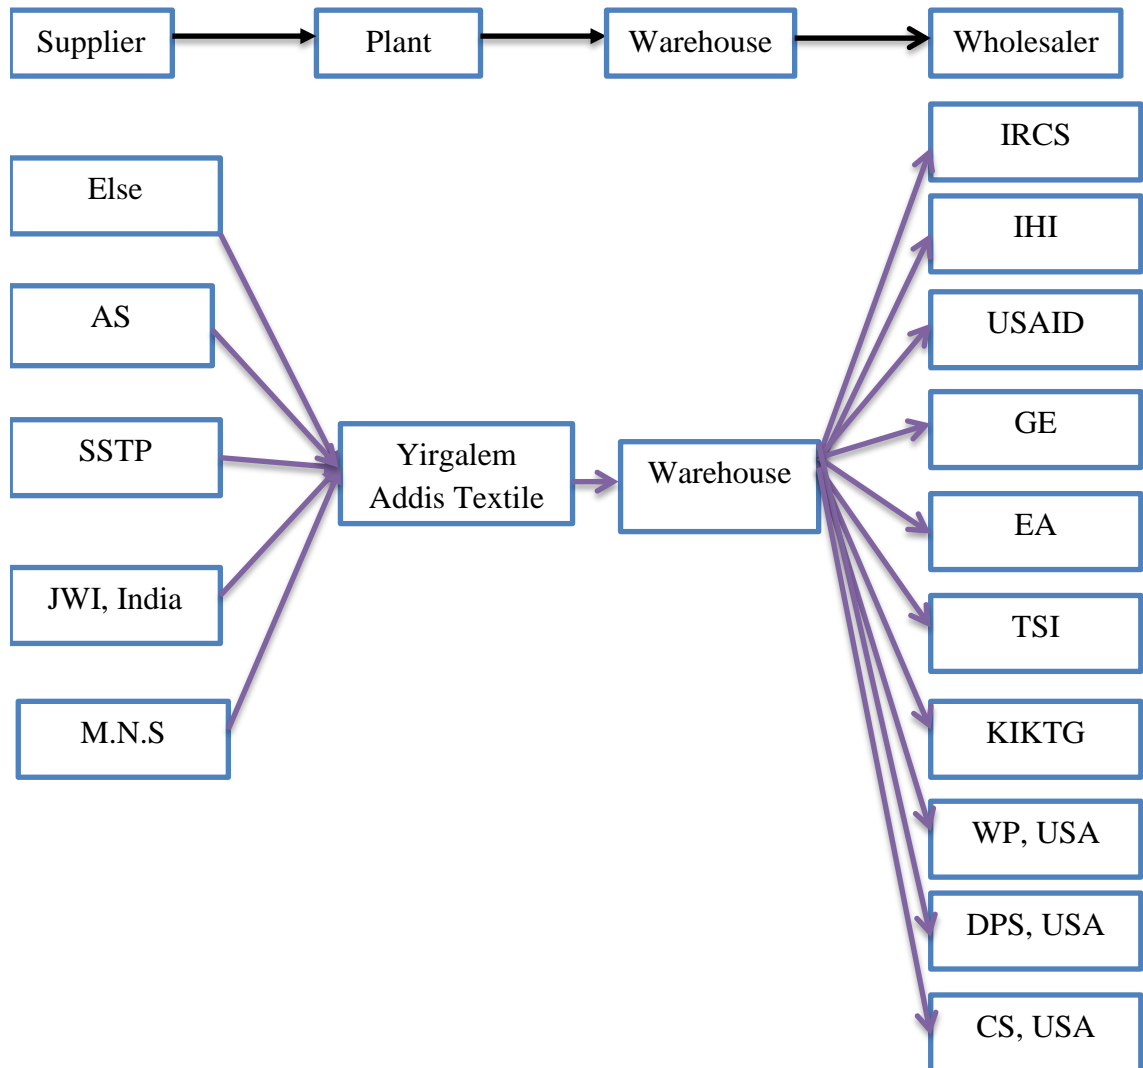 Supplier
Plant
Warehouse
Wholesaler
Else
AS
SSTP
JWI, India
M.N.S
Yirgalem
Addis Textile
Warehouse
IRCS
IHI
USAID
GE
EA
TSI
KIKTG
WP, USA
DPS, USA
CS, USA